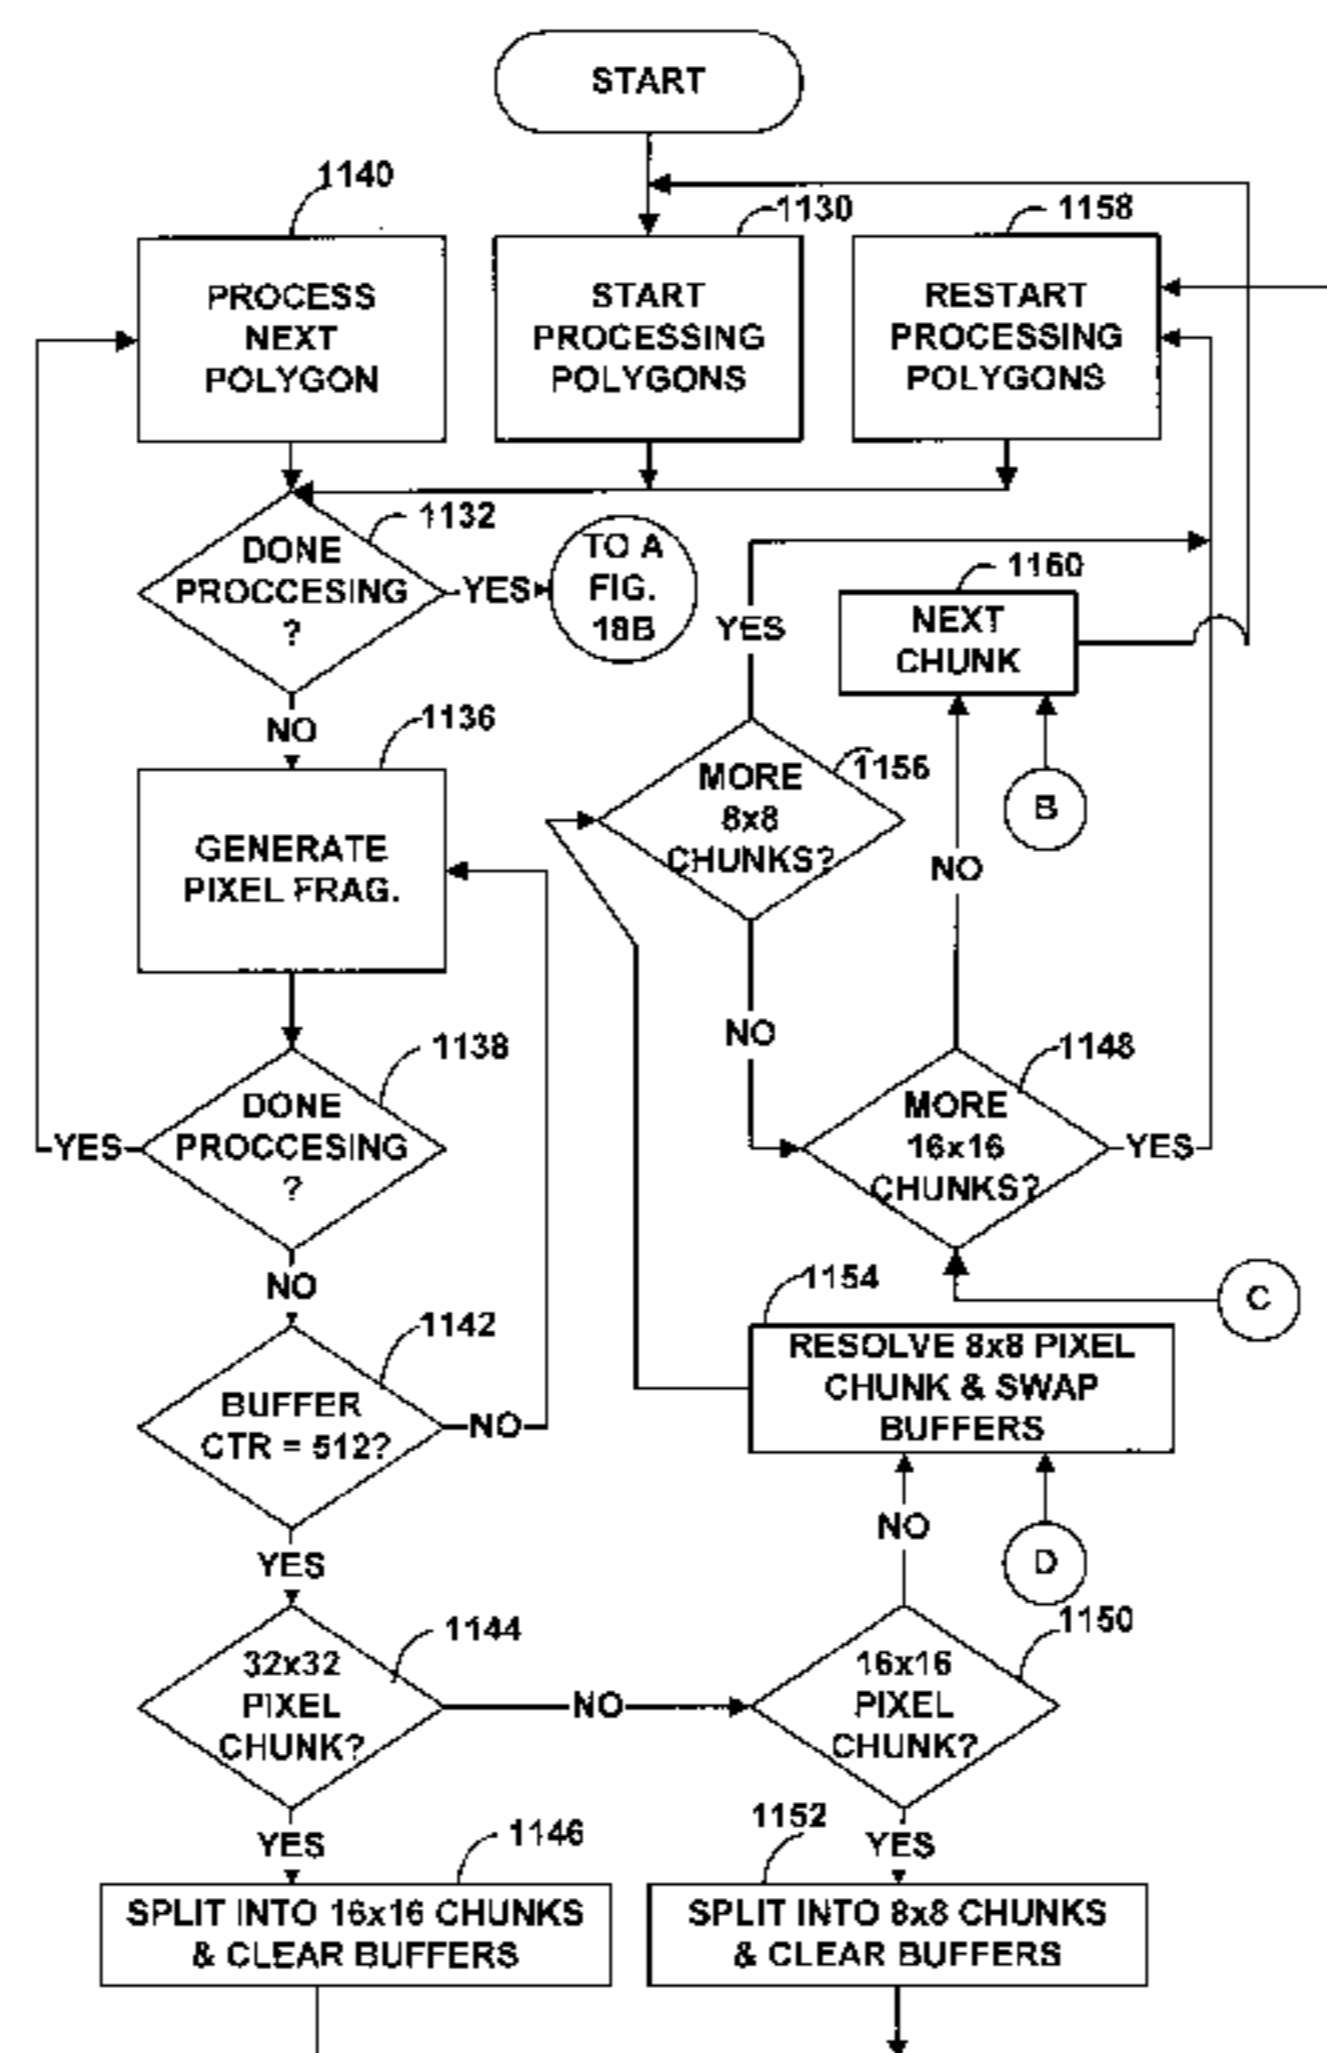 START
1140
1130
1158
PROCESS
NEXT
POLYGON
START
PROCESSING
POLYGONS
RESTART
PROCESSING
POLYGONS
1132
DONE
PROCCESING
?
YES
TO A
FIG.
18B
NO
1160
NEXT
CHUNK
YES
1136
GENERATE
PIXEL FRAG.
1156
MORE
8x8
CHUNKS?
B
NO
NO
1138
DONE
PROCCESING
?
YES
NO
1148
MORE
16x16
CHUNKS?
YES
C
1142
BUFFER
CTR = 512?
NO
YES
1154
RESOLVE 8x8 PIXEL
CHUNK & SWAP
BUFFERS
NO
D
1144
32x32
PIXEL
CHUNK?
NO
1150
16x16
PIXEL
CHUNK?
YES
1146
SPLIT INTO 16x16 CHUNKS
& CLEAR BUFFERS
1152
YES
SPLIT INTO 8x8 CHUNKS
& CLEAR BUFFERS